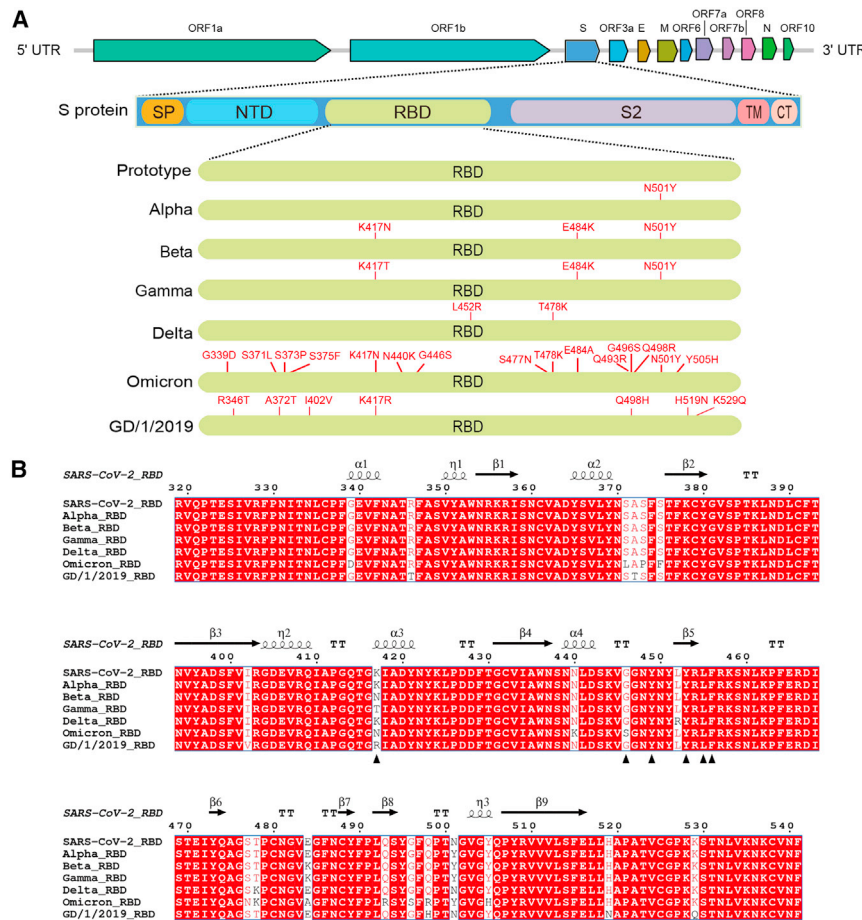 A
ORF1a
ORF1b
S
ORF3a
E
M
ORF6
ORF7a
ORF7b
ORF8
N
ORF10
5' UTR
3' UTR
S protein
SP NTD RBD S2 TM CT
Prototype RBD
N501Y
Alpha RBD
K417N E484K N501Y
Beta RBD
K417T E484K N501Y
Gamma RBD
L452R T478K
Delta RBD
G339D S371L S373P S375F K417N N440K G446S S477N T478K E484A Q493R G496S Q498R N501Y Y505H
Omicron RBD
R346T A372T I402V K417R Q498H H519N K529Q
GD/1/2019 RBD
B
SARS-CoV-2_RBD α1 η1 β1 α2 β2 TT
320 330 340 350 360 370 380 390
SARS-CoV-2_RBD RVQPTESIVRFPNITNLCPFGEVFNATRFASVYAWNRKRISNCVADYSVLYNSASFSTFKCYGVSPTKLNDLCFT
Alpha_RBD RVQPTESIVRFPNITNLCPFGEVFNATRFASVYAWNRKRISNCVADYSVLYNSASFSTFKCYGVSPTKLNDLCFT
Beta_RBD RVQPTESIVRFPNITNLCPFGEVFNATRFASVYAWNRKRISNCVADYSVLYNSASFSTFKCYGVSPTKLNDLCFT
Gamma_RBD RVQPTESIVRFPNITNLCPFGEVFNATRFASVYAWNRKRISNCVADYSVLYNSASFSTFKCYGVSPTKLNDLCFT
Delta_RBD RVQPTESIVRFPNITNLCPFGEVFNATRFASVYAWNRKRISNCVADYSVLYNSASFSTFKCYGVSPTKLNDLCFT
Omicron_RBD RVQPTESIVRFPNITNLCPFDEVFNATRFASVYAWNRKRISNCVADYSVLYNLAPFFTFKCYGVSPTKLNDLCFT
GD/1/2019_RBD RVQPTESIVRFPNITNLCPFGEVFNATTFASVYAWNRKRISNCVADYSVLYNSTSFSTFKCYGVSPTKLNDLCFT
SARS-CoV-2_RBD β3 η2 TT α3 TT β4 α4 TT β5 TT
400 410 420 430 440 450 460
SARS-CoV-2_RBD NVYADSFVIRGDEVRQIAPGQTGKIADYNYKLPDDFTGCVIAWNSNNLDSKVGGNYNYLYRLFRKSNLKPFERDI
Alpha_RBD NVYADSFVIRGDEVRQIAPGQTGKIADYNYKLPDDFTGCVIAWNSNNLDSKVGGNYNYLYRLFRKSNLKPFERDI
Beta_RBD NVYADSFVIRGDEVRQIAPGQTGNIADYNYKLPDDFTGCVIAWNSNNLDSKVGGNYNYLYRLFRKSNLKPFERDI
Gamma_RBD NVYADSFVIRGDEVRQIAPGQTGTIADYNYKLPDDFTGCVIAWNSNNLDSKVGGNYNYLYRLFRKSNLKPFERDI
Delta_RBD NVYADSFVIRGDEVRQIAPGQTGKIADYNYKLPDDFTGCVIAWNSNNLDSKVGGNYNYRYRLFRKSNLKPFERDI
Omicron_RBD NVYADSFVIRGDEVRQIAPGQTGNIADYNYKLPDDFTGCVIAWNSNKLDSKVSGNYNYLYRLFRKSNLKPFERDI
GD/1/2019_RBD NVYADSFVVRGDEVRQIAPGQTGRIADYNYKLPDDFTGCVIAWNSNNLDSKVGGNYNYLYRLFRKSNLKPFERDI
SARS-CoV-2_RBD β6 TT TT β7 β8 TT η3 β9
470 480 490 500 510 520 530 540
SARS-CoV-2_RBD STEIYQAGSTPCNGVEGFNCYFPLQSYGFQPTNGVGYQPYRVVVLSFELLHAPATVCGPKKSTNLVKNKCVNF
Alpha_RBD STEIYQAGSTPCNGVEGFNCYFPLQSYGFQPTYGVGYQPYRVVVLSFELLHAPATVCGPKKSTNLVKNKCVNF
Beta_RBD STEIYQAGSTPCNGVKGFNCYFPLQSYGFQPTYGVGYQPYRVVVLSFELLHAPATVCGPKKSTNLVKNKCVNF
Gamma_RBD STEIYQAGSTPCNGVKGFNCYFPLQSYGFQPTYGVGYQPYRVVVLSFELLHAPATVCGPKKSTNLVKNKCVNF
Delta_RBD STEIYQAGSKPCNGVEGFNCYFPLQSYGFQPTNGVGYQPYRVVVLSFELLHAPATVCGPKKSTNLVKNKCVNF
Omicron_RBD STEIYQAGNKPCNGVAGFNCYFPLRSYSFRPTYGVGHQPYRVVVLSFELLHAPATVCGPKKSTNLVKNKCVNF
GD/1/2019_RBD STEIYQAGSTPCNGVEGFNCYFPLQSYGFHPTNGVGYQPYRVVVLSFELLNAPATVCGPKQSTNLVKNKCVNF